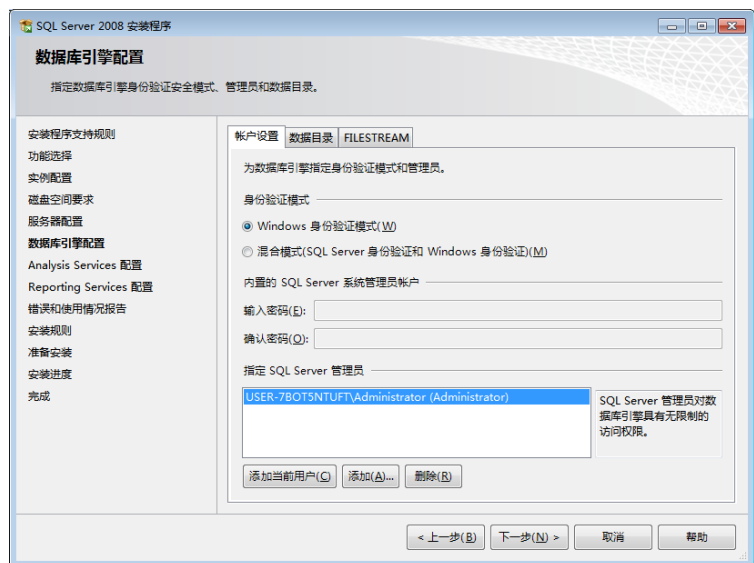 SQL Server 2008 安装程序
数据库引擎配置
指定数据库引擎身份验证安全模式、管理员和数据目录。
安装程序支持规则
功能选择
实例配置
磁盘空间要求
服务器配置
数据库引擎配置
Analysis Services 配置
Reporting Services 配置
错误和使用情况报告
安装规则
准备安装
安装进度
完成
帐户设置 数据目录 FILESTREAM
为数据库引擎指定身份验证模式和管理员。
身份验证模式
Windows 身份验证模式(W)
混合模式(SQL Server 身份验证和 Windows 身份验证)(M)
内置的 SQL Server 系统管理员帐户
输入密码(E):
确认密码(O):
指定 SQL Server 管理员
USER-7BOT5NTUFT\Administrator (Administrator)
SQL Server 管理员对数
据库引擎具有无限制的
访问权限。
添加当前用户(C) 添加(A)... 删除(R)
< 上一步(B) 下一步(N) > 取消 帮助